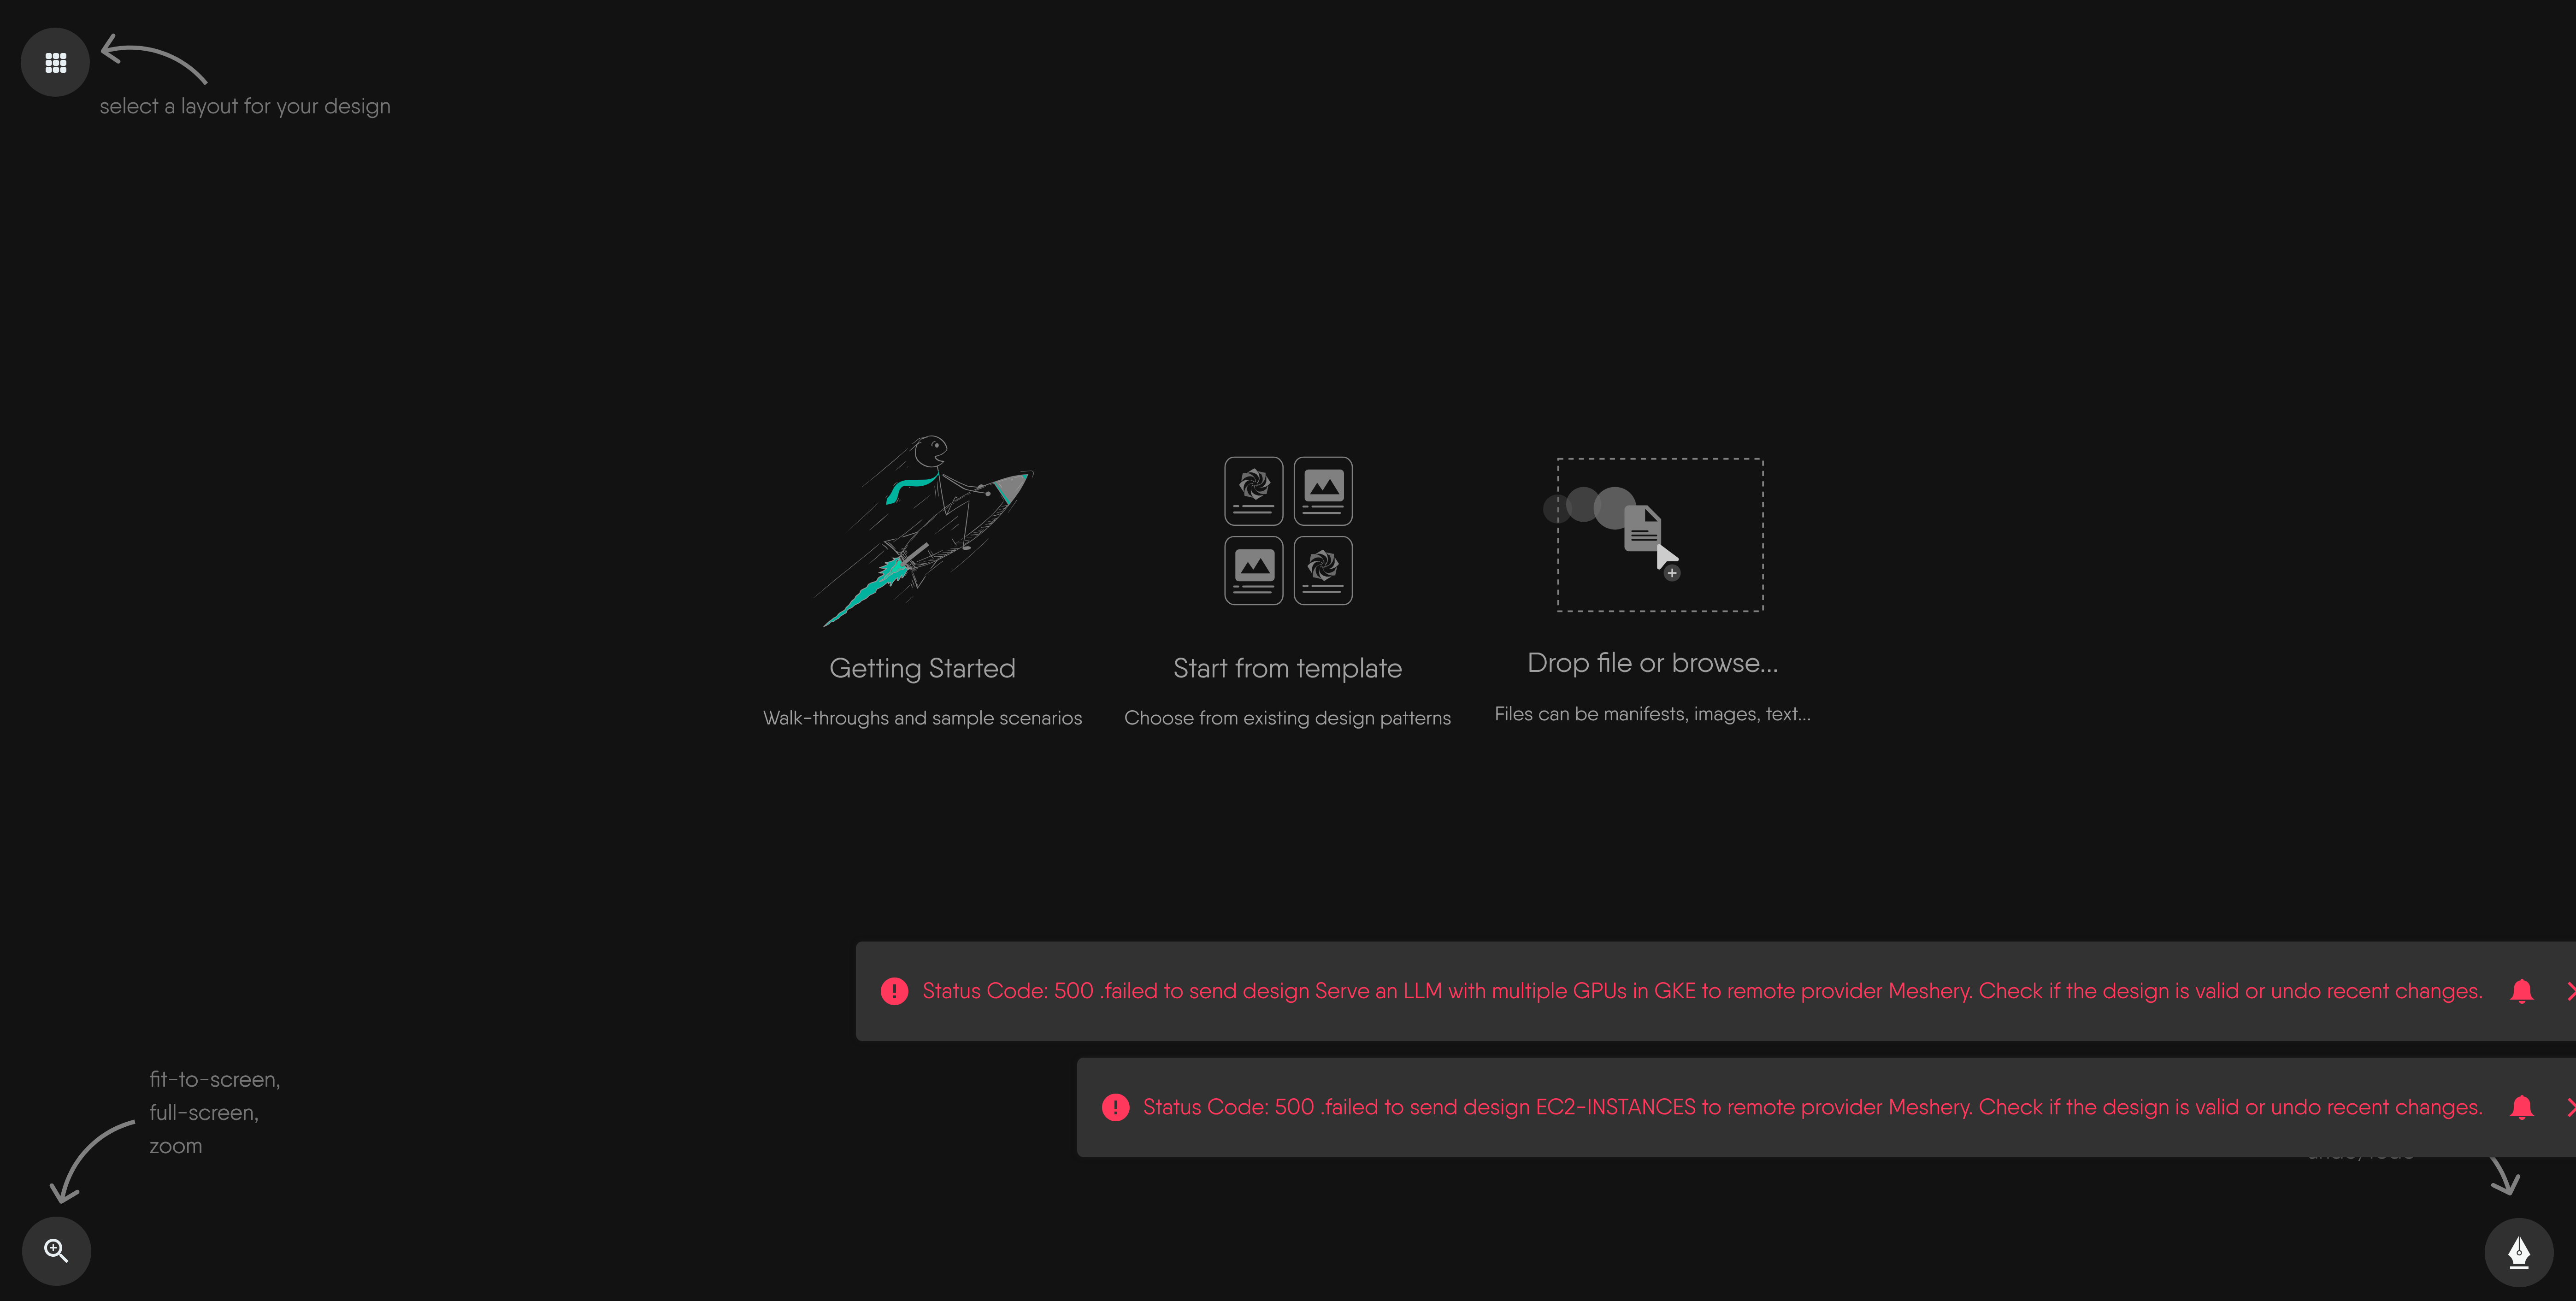 select a layout for your design
Getting Started
Walk-throughs and sample scenarios
Start from template
Choose from existing design patterns
Drop file or browse...
Files can be manifests, images, text...
Status Code: 500 .failed to send design Serve an LLM with multiple GPUs in GKE to remote provider Meshery. Check if the design is valid or undo recent changes.
Status Code: 500 .failed to send design EC2-INSTANCES to remote provider Meshery. Check if the design is valid or undo recent changes.
fit-to-screen,
full-screen,
zoom